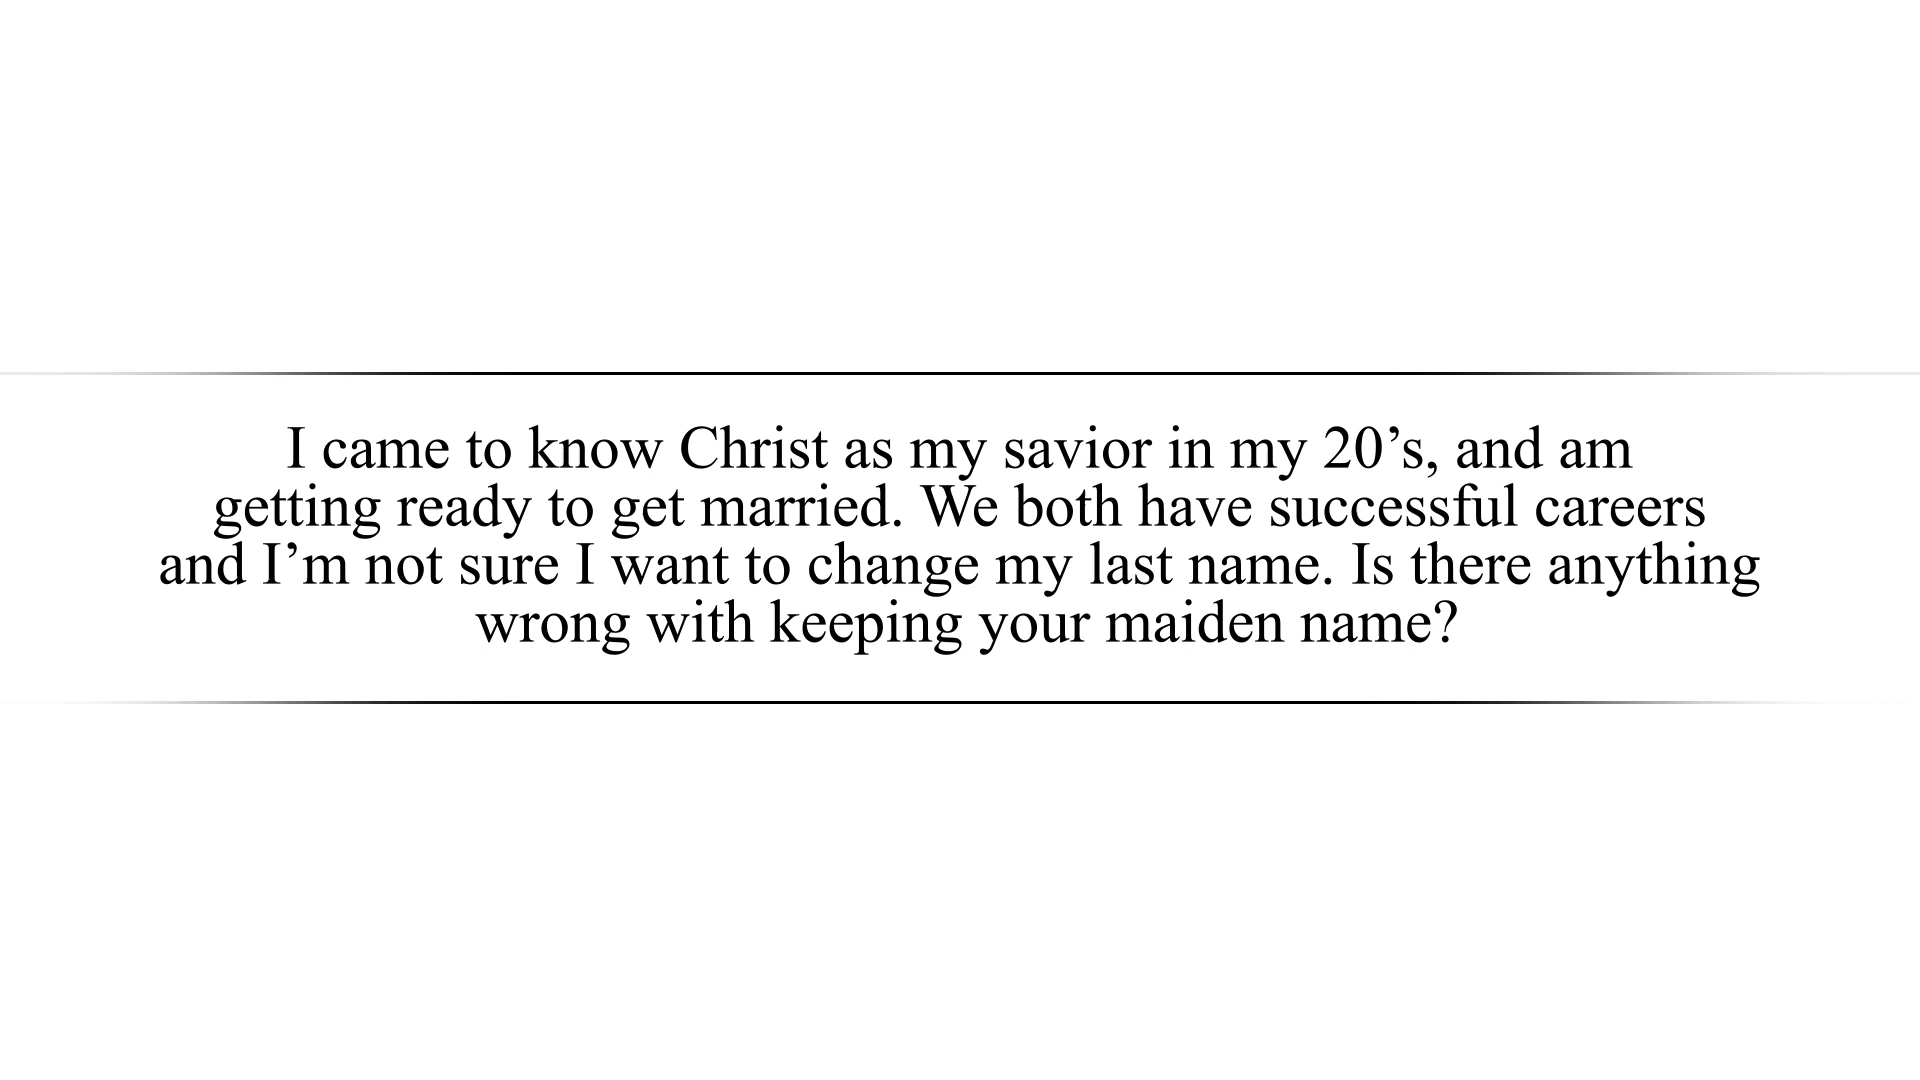 I came to know Christ as my savior in my 20’s, and am
getting ready to get married. We both have successful careers
and I’m not sure I want to change my last name. Is there anything
wrong with keeping your maiden name?